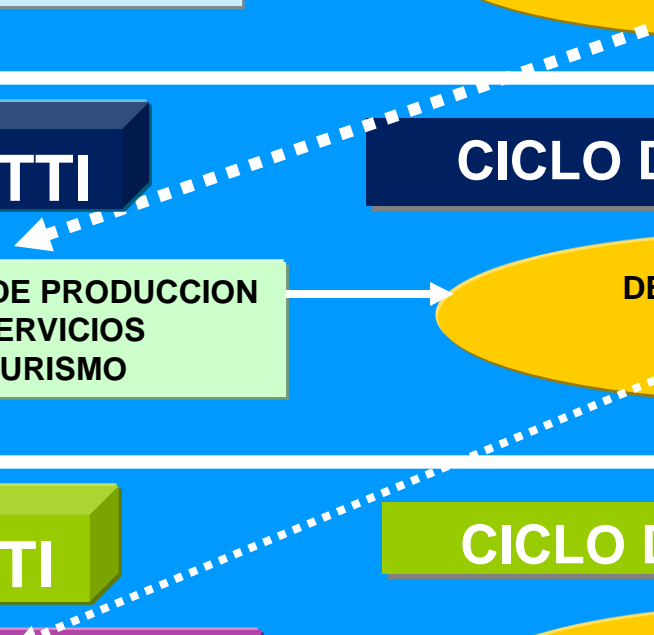 TTI
CICLO D
DE PRODUCCION
ERVICIOS
URISMO
DE
TI
CICLO D